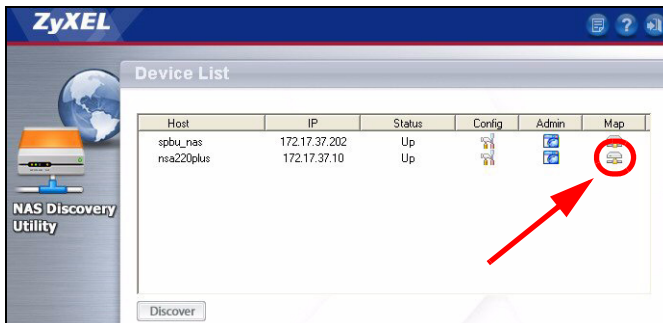 ZyXEL
Device List
Host IP Status Config Admin Map
spbu_nas 172.17.37.202 Up
nsa220plus 172.17.37.10 Up
NAS Discovery
Utility
Discover